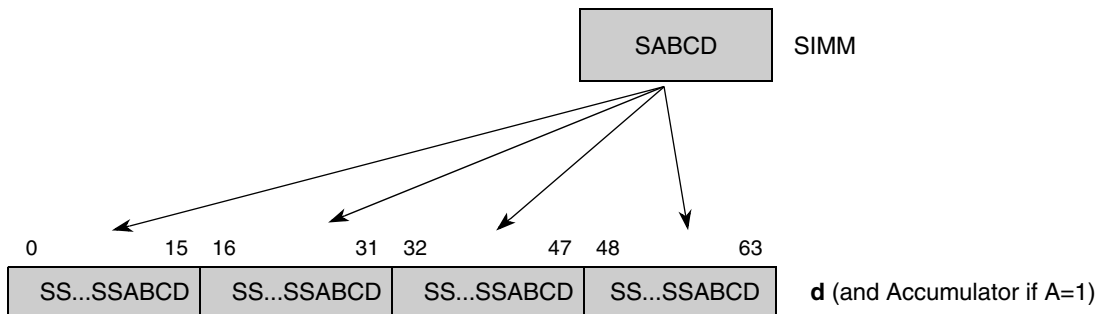 SABCD SIMM
0 15 16 31 32 47 48 63
SS...SSABCD SS...SSABCD SS...SSABCD SS...SSABCD d (and Accumulator if A=1)